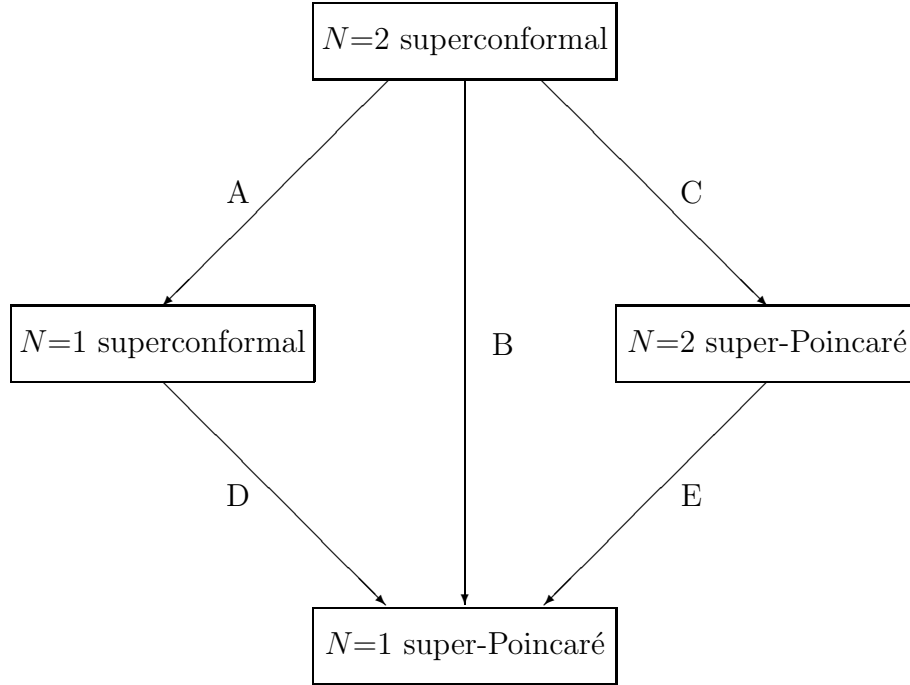 N=2 superconformal
A
C
B
N=1 superconformal
N=2 super-Poincaré
D
E
N=1 super-Poincaré